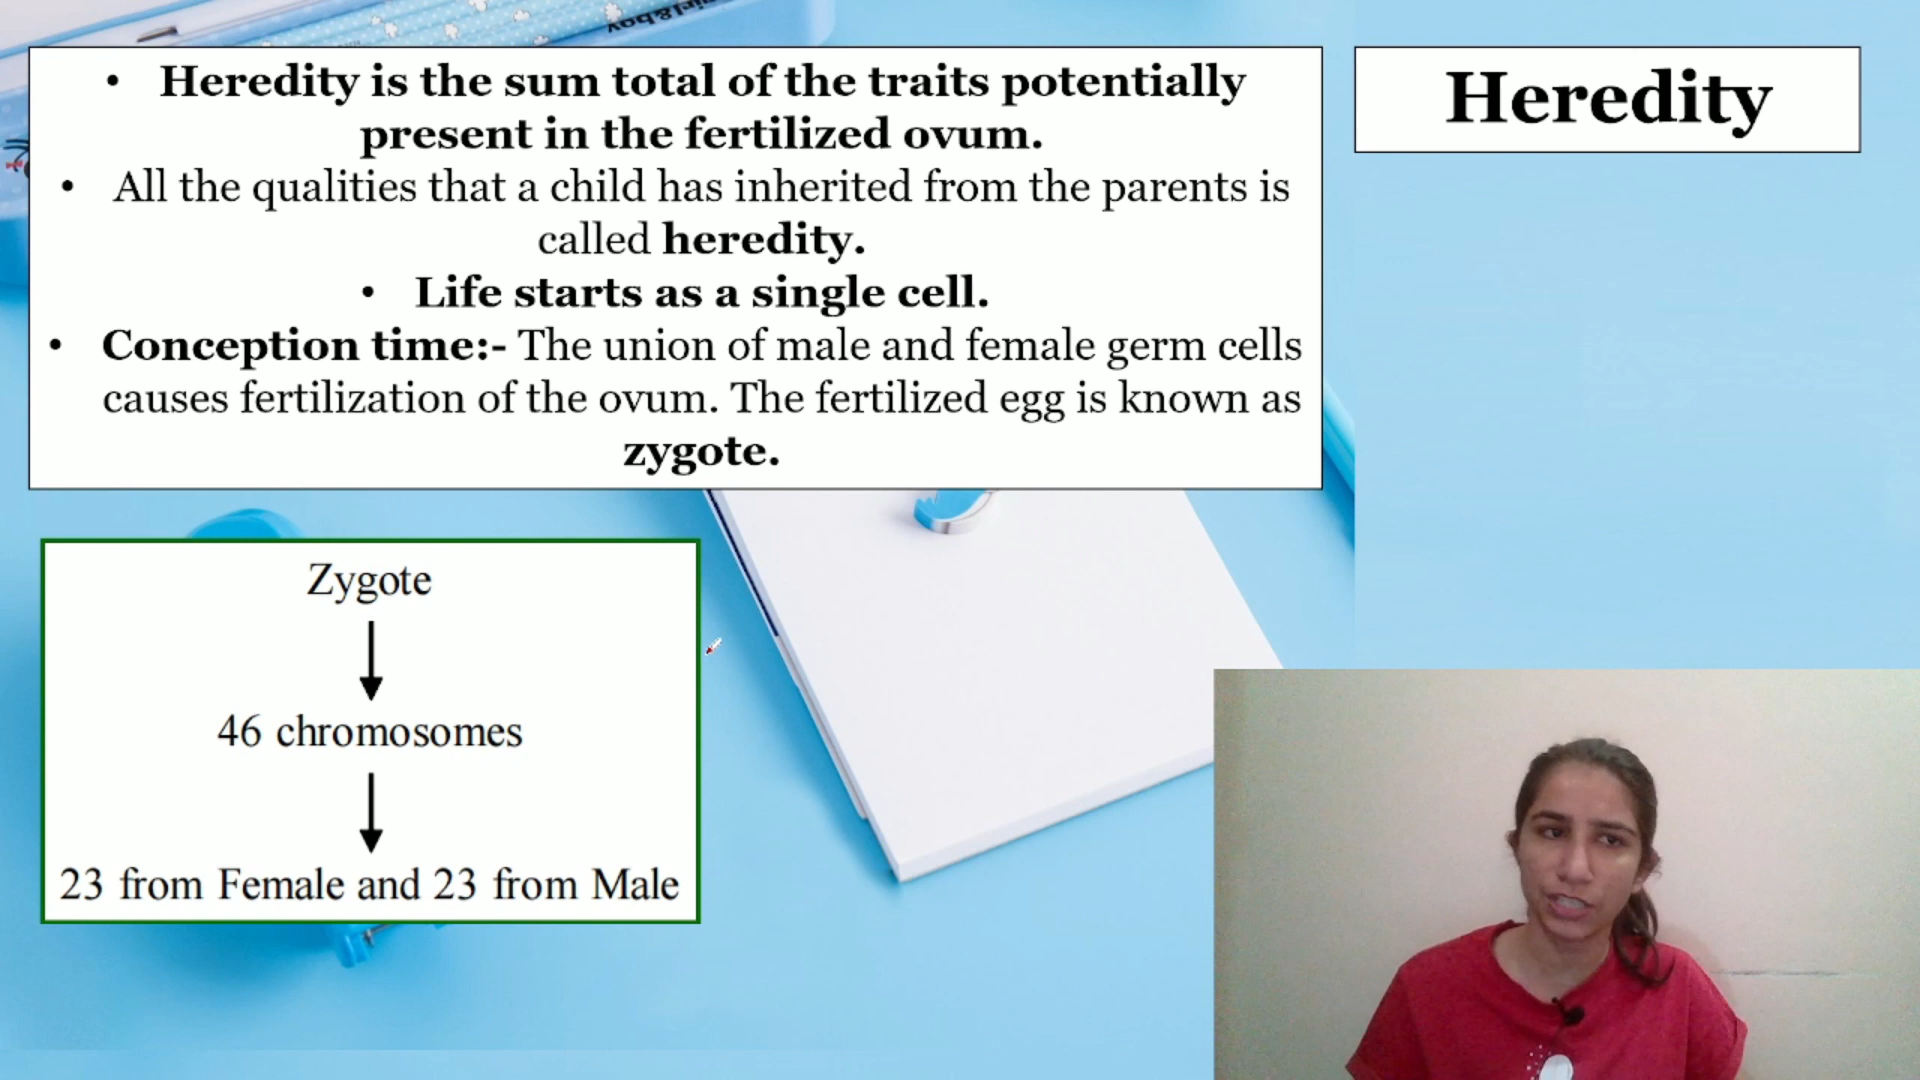 girl&boy
• Heredity is the sum total of the traits potentially
present in the fertilized ovum.
• All the qualities that a child has inherited from the parents is
called heredity.
• Life starts as a single cell.
• Conception time:- The union of male and female germ cells
causes fertilization of the ovum. The fertilized egg is known as
zygote.
Heredity
Zygote
46 chromosomes
23 from Female and 23 from Male